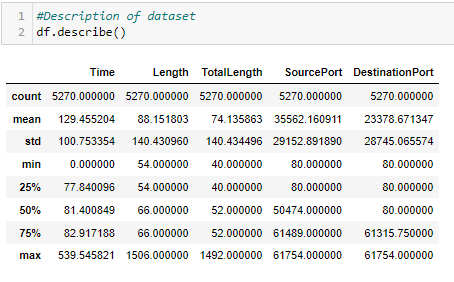 1 #Description of dataset
2 df.describe()
Time Length TotalLength SourcePort DestinationPort
count 5270.000000 5270.000000 5270.000000 5270.000000 5270.000000
mean 129.455204 88.151803 74.135863 35562.160911 23378.671347
std 100.753354 140.430960 140.434496 29152.891890 28745.065574
min 0.000000 54.000000 40.000000 80.000000 80.000000
25% 77.840096 54.000000 40.000000 80.000000 80.000000
50% 81.400849 66.000000 52.000000 50474.000000 80.000000
75% 82.917188 66.000000 52.000000 61489.000000 61315.750000
max 539.545821 1506.000000 1492.000000 61754.000000 61754.000000